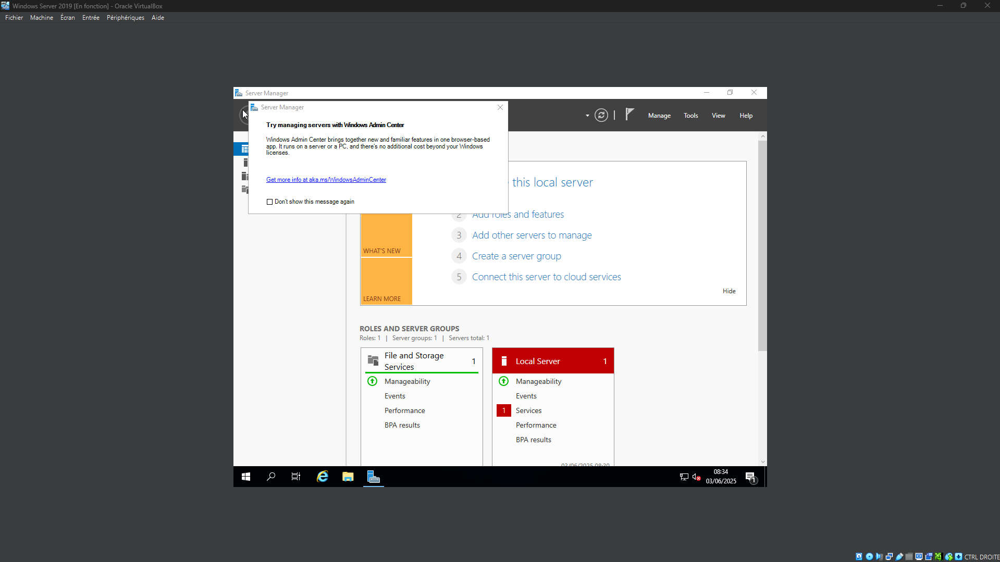 Windows Server 2019 [En fonction] - Oracle VirtualBox
Fichier Machine Écran Entrée Périphériques Aide
Server Manager
Server Manager
Manage Tools View Help
Try managing servers with Windows Admin Center
Windows Admin Center brings together new and familiar features in one browser-based
app. It runs on a server or a PC, and there's no additional cost beyond your Windows
licenses.
Get more info at aka.ms/WindowsAdminCenter
Don't show this message again
this local server
2 Add roles and features
3 Add other servers to manage
4 Create a server group
5 Connect this server to cloud services
WHAT'S NEW
LEARN MORE
Hide
ROLES AND SERVER GROUPS
Roles: 1 | Server groups: 1 | Servers total: 1
File and Storage
Services
1
Manageability
Events
Performance
BPA results
Local Server 1
Manageability
Events
1 Services
Performance
BPA results
03/06/2025 08:30
08:34
03/06/2025
1
CTRL DROITE